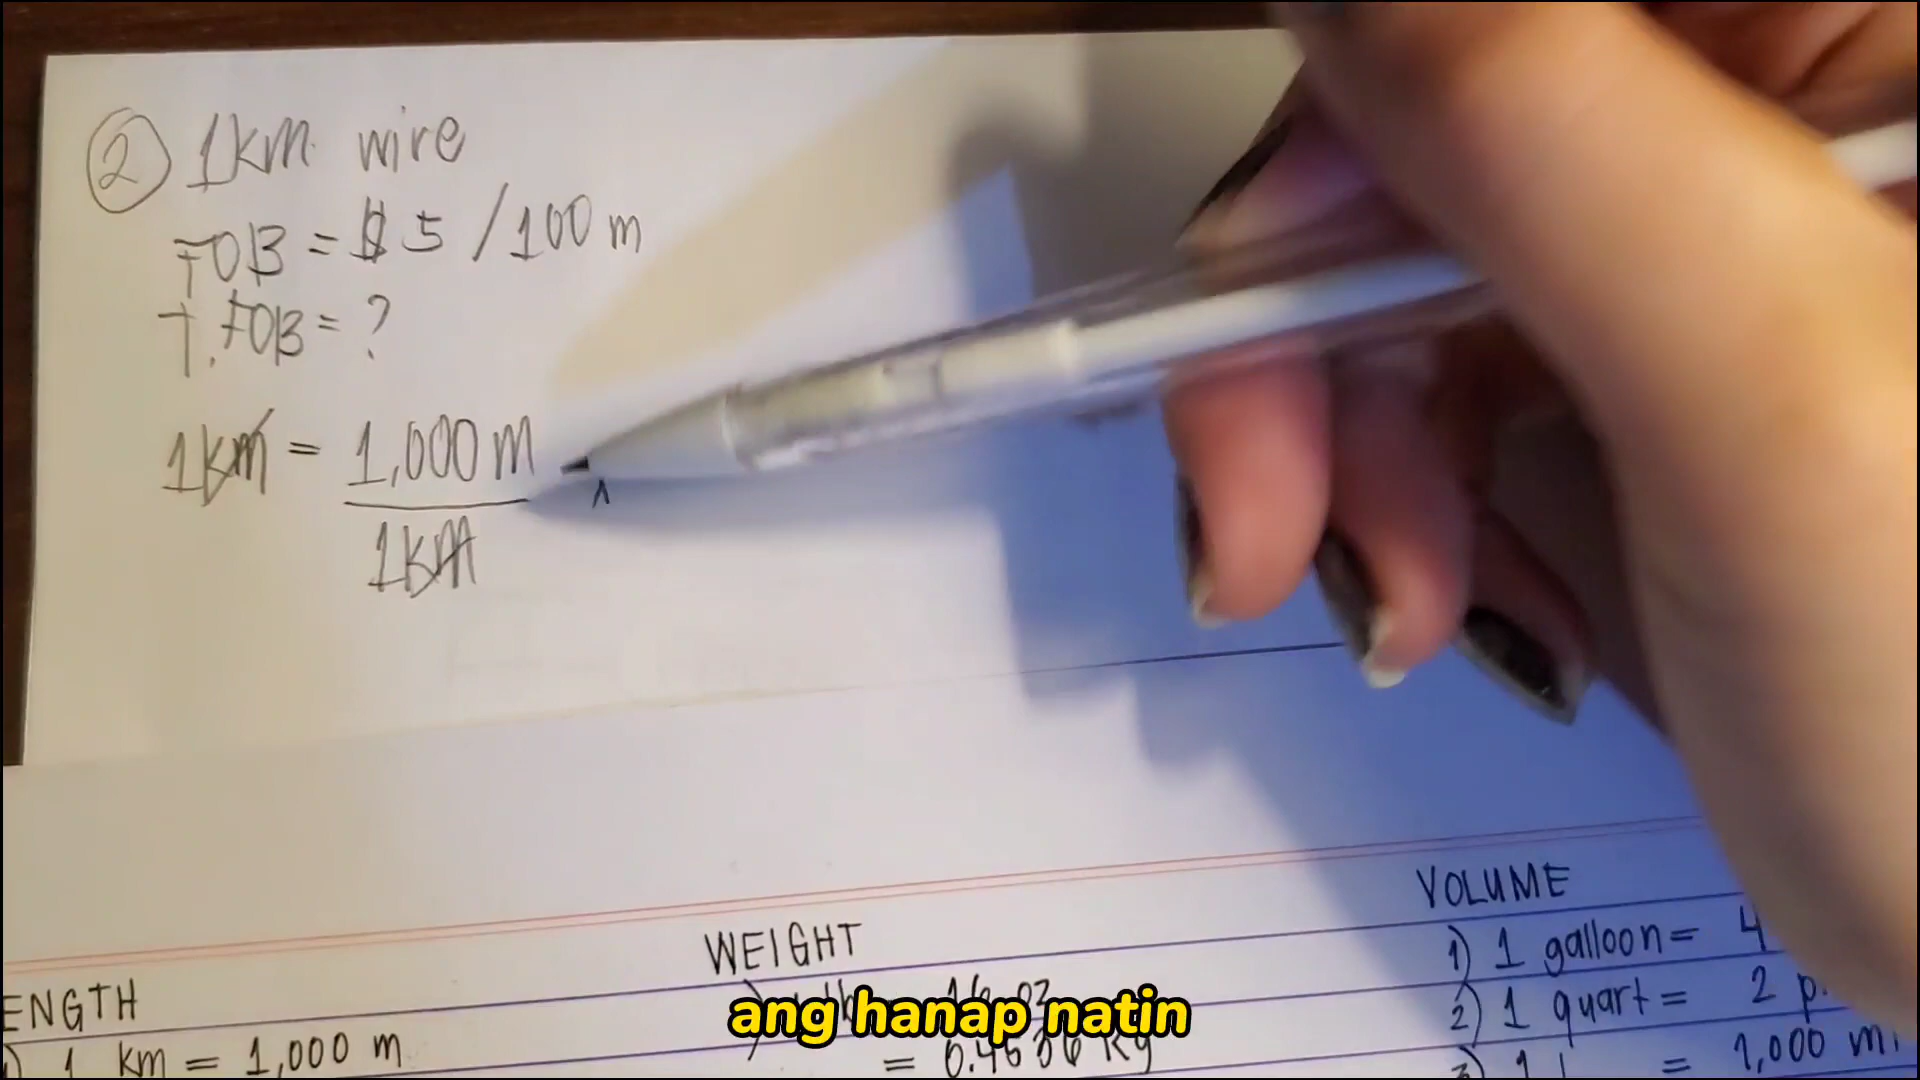 2 1km wire
FOB = $5 /100 m
T. FOB = ?
1km = 1,000 m
1km
ENGTH
1 km = 1,000 m
WEIGHT
= 0.4536 kg
VOLUME
1) 1 galloon = 4
2) 1 quart = 2 p.
= 1,000 ml
ang hanap natin